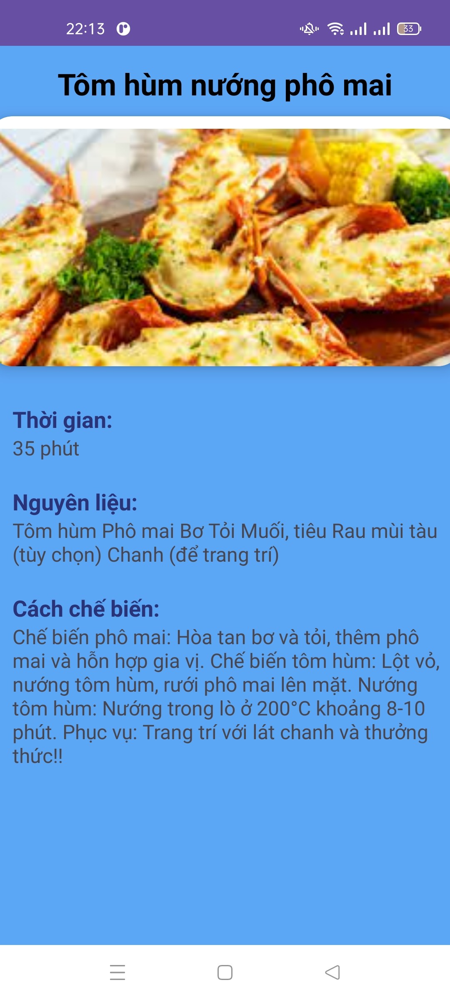 22:13
33
Tôm hùm nướng phô mai
Thời gian:
35 phút
Nguyên liệu:
Tôm hùm Phô mai Bơ Tỏi Muối, tiêu Rau mùi tàu
(tùy chọn) Chanh (để trang trí)
Cách chế biến:
Chế biến phô mai: Hòa tan bơ và tỏi, thêm phô
mai và hỗn hợp gia vị. Chế biến tôm hùm: Lột vỏ,
nướng tôm hùm, rưới phô mai lên mặt. Nướng
tôm hùm: Nướng trong lò ở 200°C khoảng 8-10
phút. Phục vụ: Trang trí với lát chanh và thưởng
thức!!